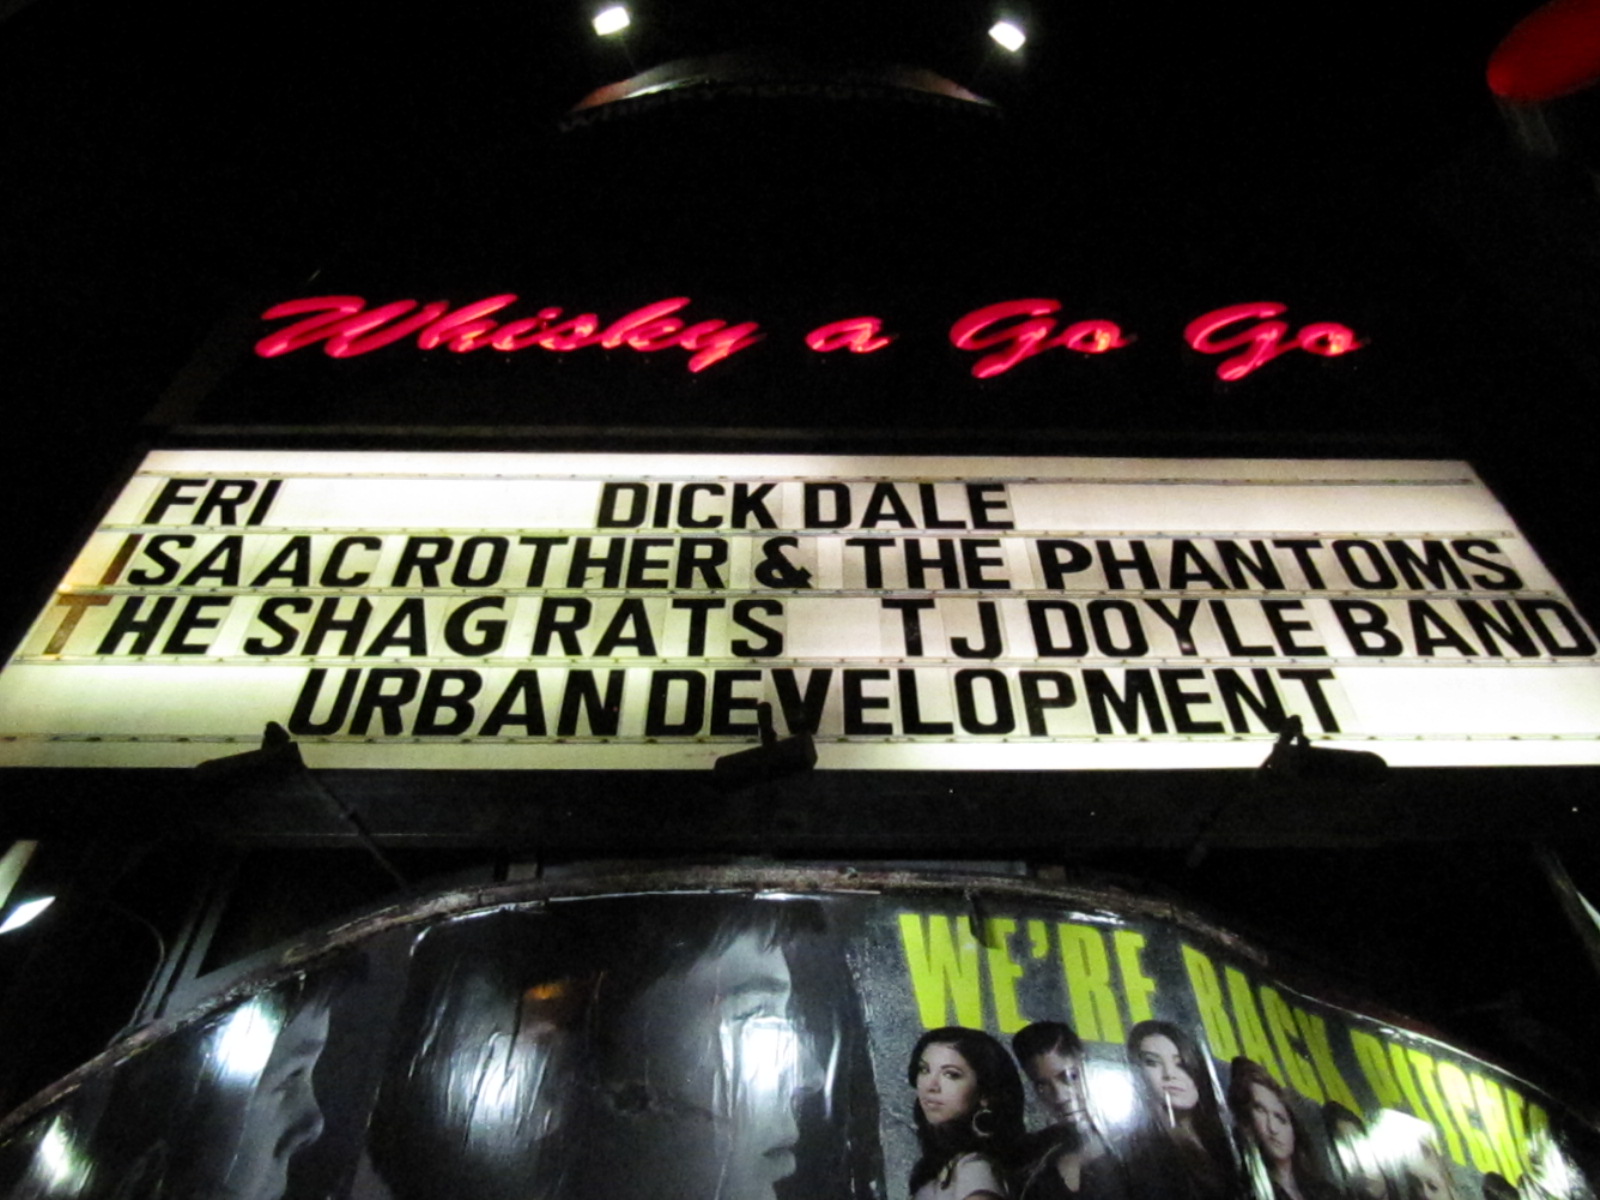 Whisky a Go Go
FRI DICK DALE
ISAAC ROTHER & THE PHANTOMS
THE SHAG RATS TJ DOYLE BAND
URBAN DEVELOPMENT
WE'RE BACK BITCHES